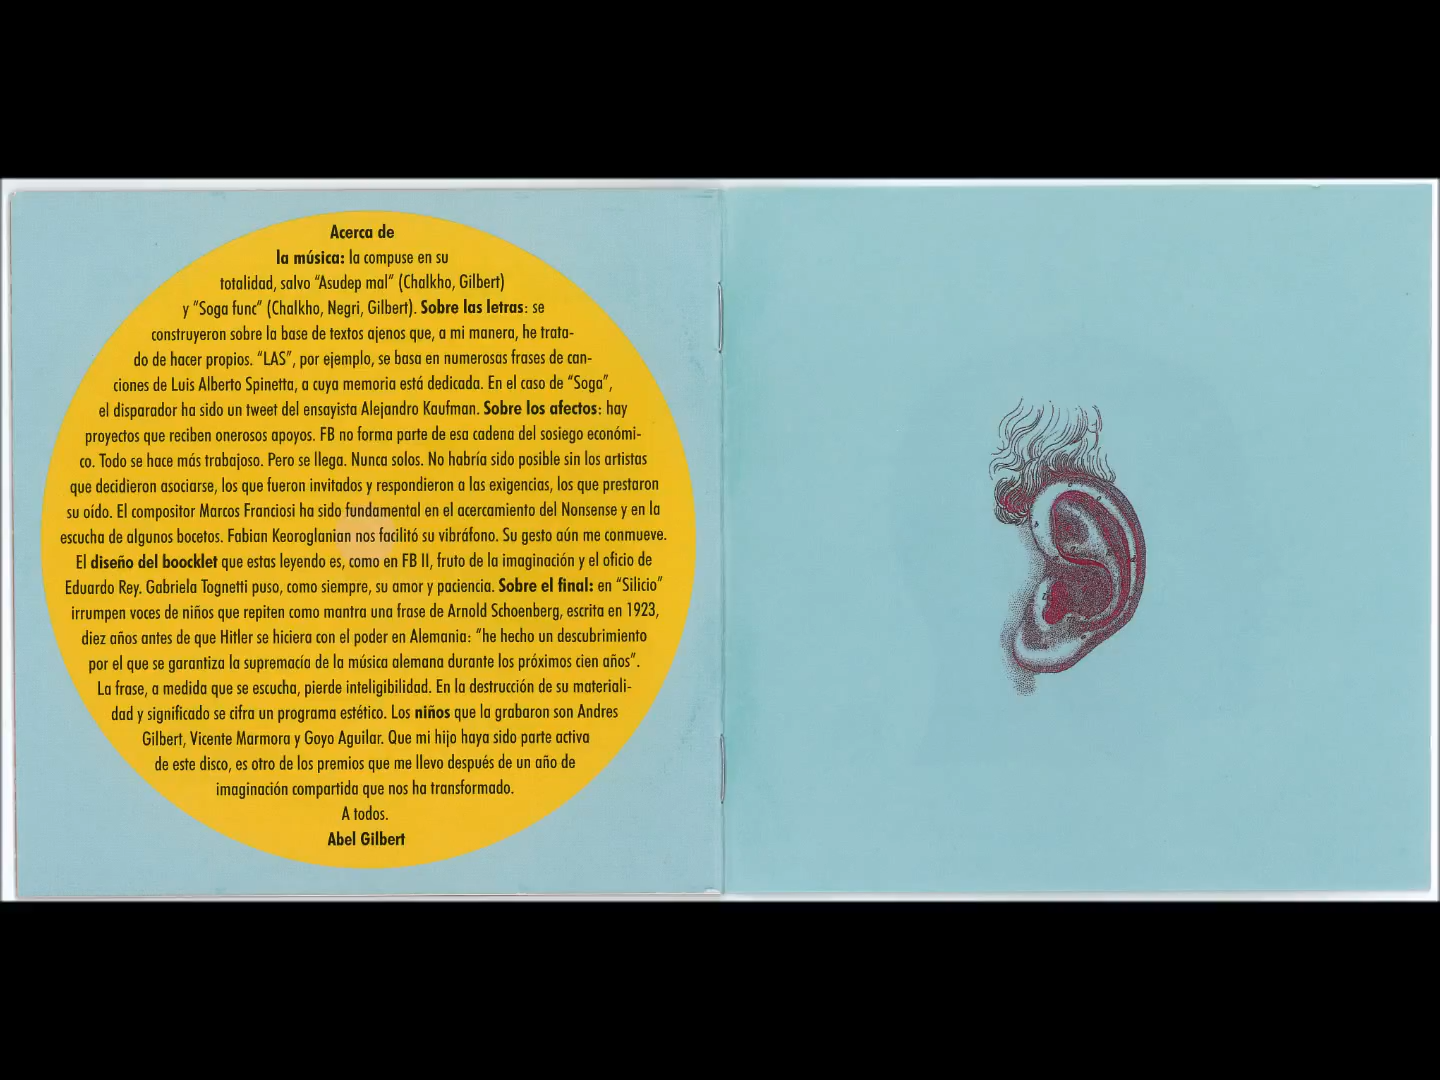 Acerca de
la música: la compuse en su
totalidad, salvo “Asudep mal” (Chalkho, Gilbert)
y “Soga func” (Chalkho, Negri, Gilbert). Sobre las letras: se
construyeron sobre la base de textos ajenos que, a mi manera, he trata-
do de hacer propios. “LAS”, por ejemplo, se basa en numerosas frases de can-
ciones de Luis Alberto Spinetta, a cuya memoria está dedicada. En el caso de “Soga”,
el disparador ha sido un tweet del ensayista Alejandro Kaufman. Sobre los afectos: hay
proyectos que reciben onerosos apoyos. FB no forma parte de esa cadena del sosiego económi-
co. Todo se hace más trabajoso. Pero se llega. Nunca solos. No habría sido posible sin los artistas
que decidieron asociarse, los que fueron invitados y respondieron a las exigencias, los que prestaron
su oído. El compositor Marcos Franciosi ha sido fundamental en el acercamiento del Nonsense y en la
escucha de algunos bocetos. Fabian Keoroglanian nos facilitó su vibráfono. Su gesto aún me conmueve.
El diseño del boocklet que estas leyendo es, como en FB II, fruto de la imaginación y el oficio de
Eduardo Rey. Gabriela Tognetti puso, como siempre, su amor y paciencia. Sobre el final: en “Silicio”
irrumpen voces de niños que repiten como mantra una frase de Arnold Schoenberg, escrita en 1923,
diez años antes de que Hitler se hiciera con el poder en Alemania: “he hecho un descubrimiento
por el que se garantiza la supremacía de la música alemana durante los próximos cien años”.
La frase, a medida que se escucha, pierde inteligibilidad. En la destrucción de su materiali-
dad y significado se cifra un programa estético. Los niños que la grabaron son Andres
Gilbert, Vicente Marmora y Goyo Aguilar. Que mi hijo haya sido parte activa
de este disco, es otro de los premios que me llevo después de un año de
imaginación compartida que nos ha transformado.
A todos.
Abel Gilbert